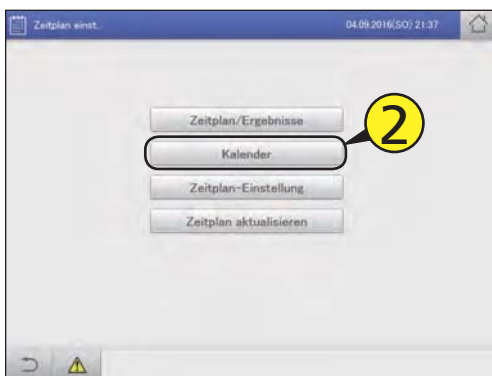 Zeitplan einst.
04.09.2016(SO) 21:37
Zeitplan/Ergebnisse
Kalender
2
Zeitplan-Einstellung
Zeitplan aktualisieren